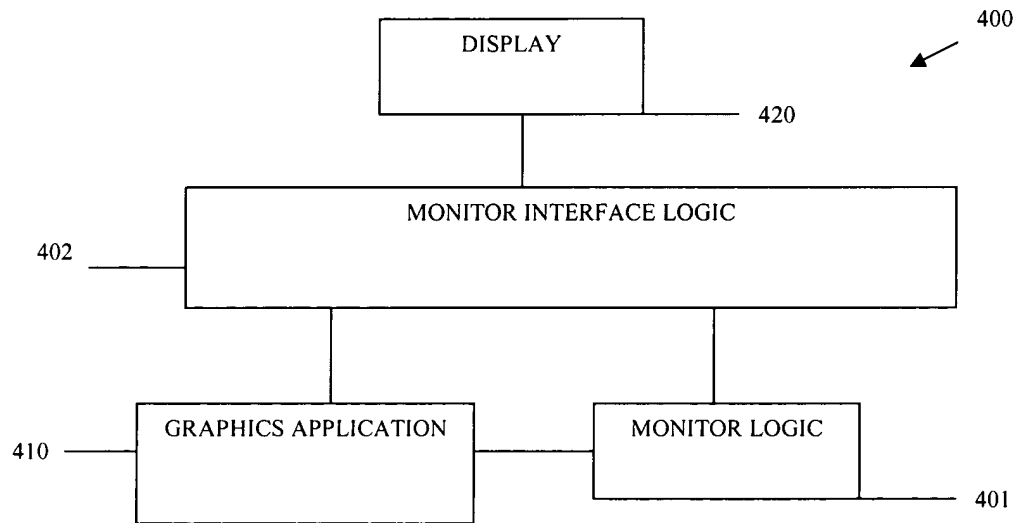 400
DISPLAY
420
MONITOR INTERFACE LOGIC
402
GRAPHICS APPLICATION
MONITOR LOGIC
410
401